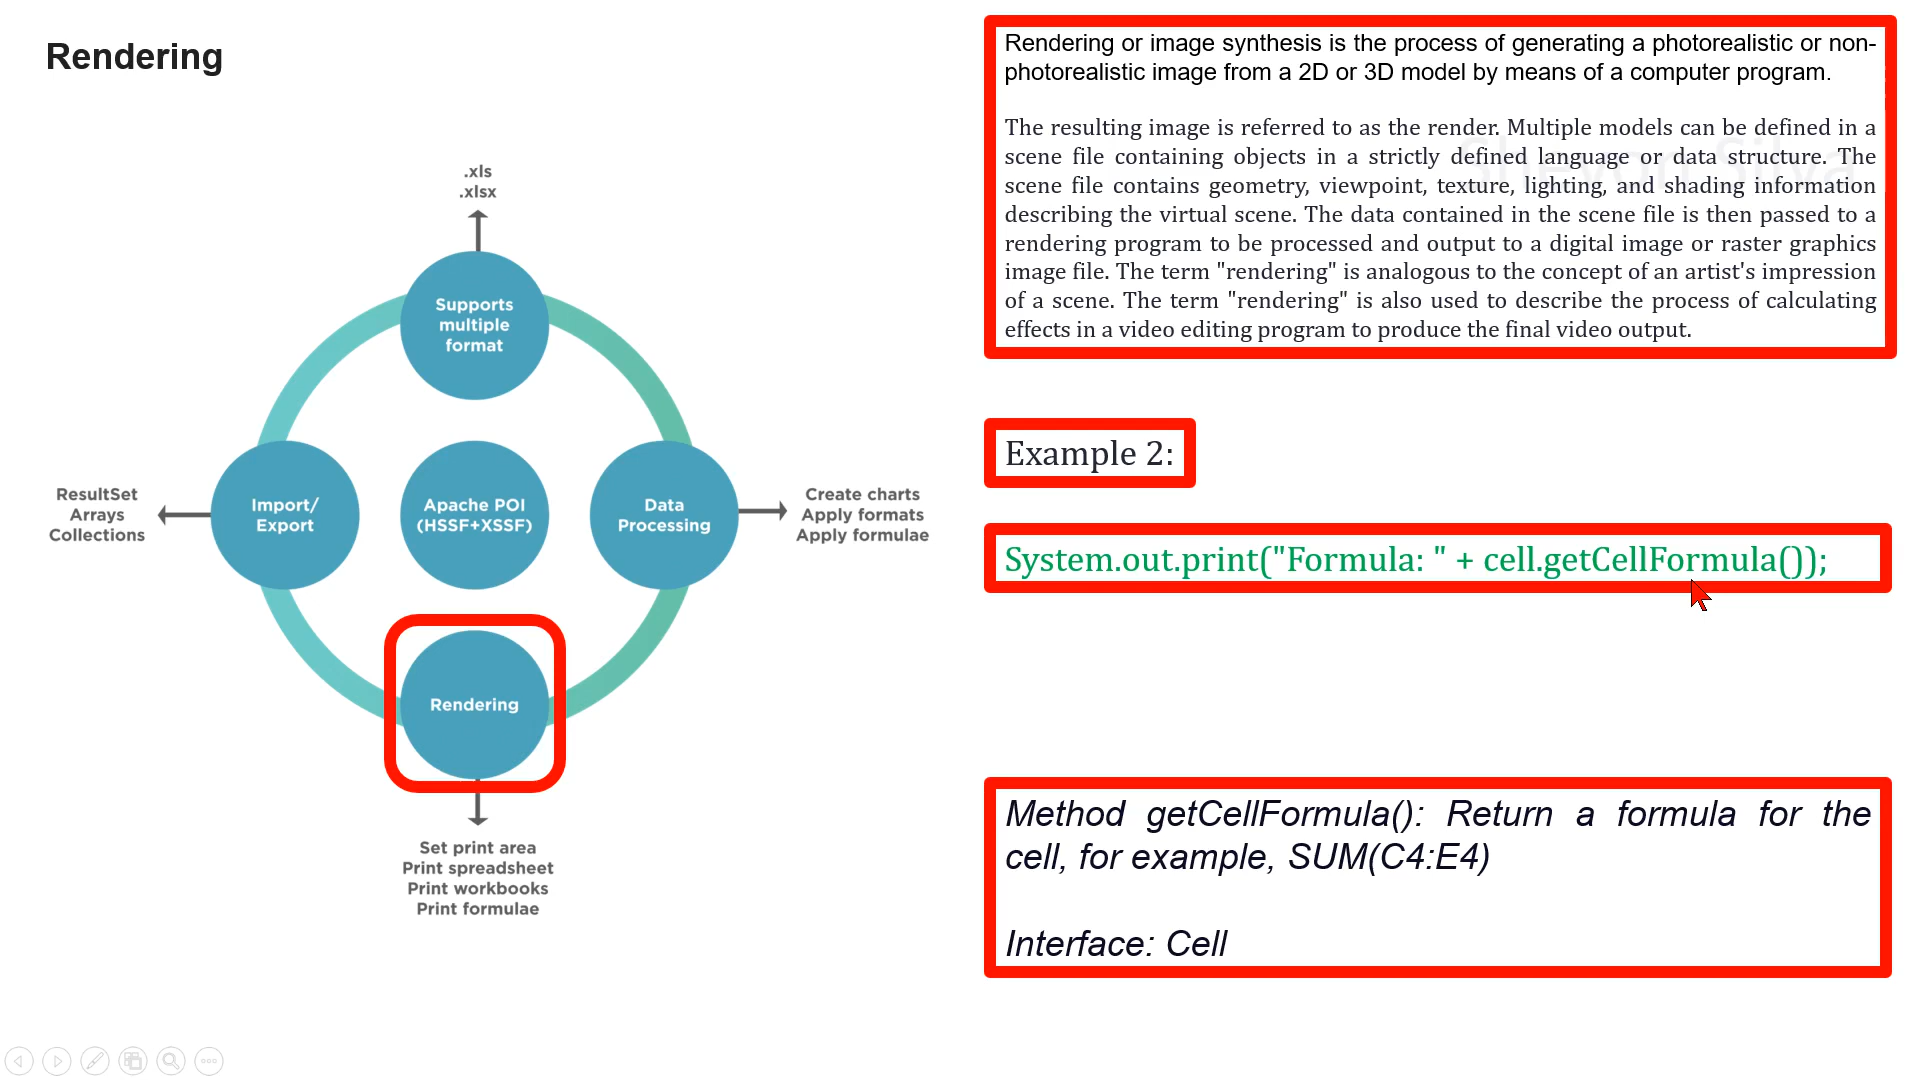 Rendering
Rendering or image synthesis is the process of generating a photorealistic or non-
photorealistic image from a 2D or 3D model by means of a computer program.
The resulting image is referred to as the render. Multiple models can be defined in a
scene file containing objects in a strictly defined language or data structure. The
scene file contains geometry, viewpoint, texture, lighting, and shading information
describing the virtual scene. The data contained in the scene file is then passed to a
rendering program to be processed and output to a digital image or raster graphics
image file. The term "rendering" is analogous to the concept of an artist's impression
of a scene. The term "rendering" is also used to describe the process of calculating
effects in a video editing program to produce the final video output.
.xls
.xlsx
Supports
multiple
format
ResultSet
Arrays
Collections
Import/
Export
Apache POI
(HSSF+XSSF)
Data
Processing
Create charts
Apply formats
Apply formulae
Rendering
Set print area
Print spreadsheet
Print workbooks
Print formulae
Example 2:
System.out.print("Formula: " + cell.getCellFormula());
Method getCellFormula(): Return a formula for the
cell, for example, SUM(C4:E4)
Interface: Cell